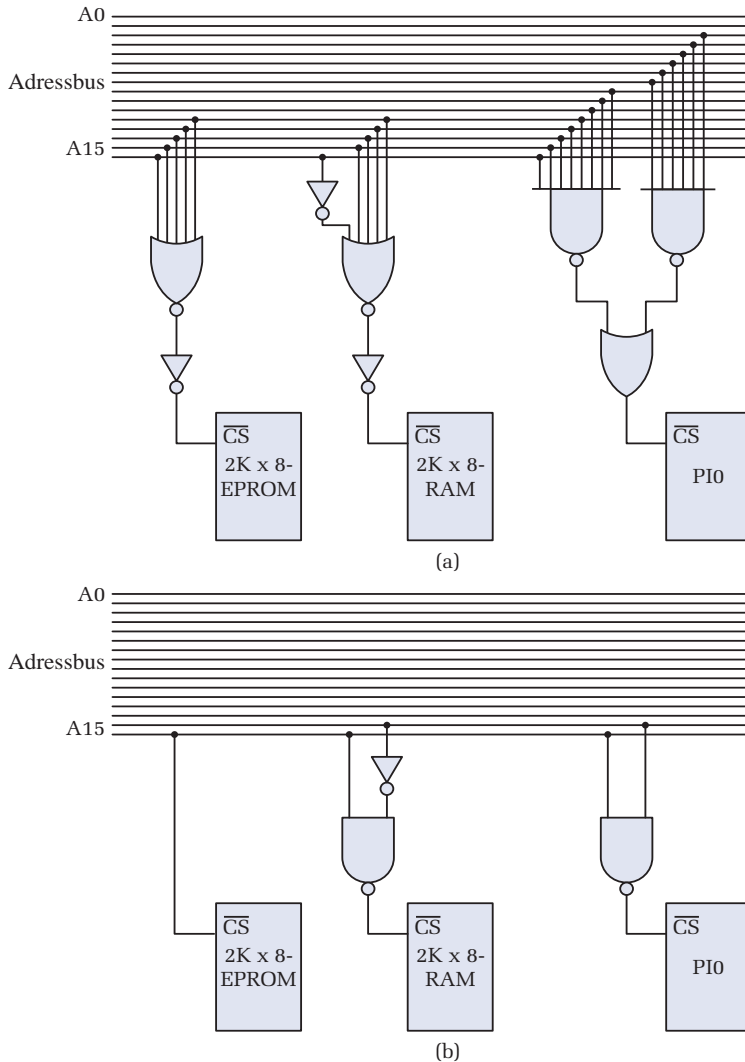 A0
Adressbus
A15
CS
2K x 8-
EPROM
CS
2K x 8-
RAM
CS
PI0
(a)
A0
Adressbus
A15
CS
2K x 8-
EPROM
CS
2K x 8-
RAM
CS
PI0
(b)